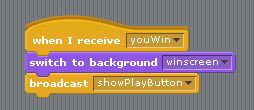 when I receive youWin
switch to background winscreen
broadcast showPlayButton